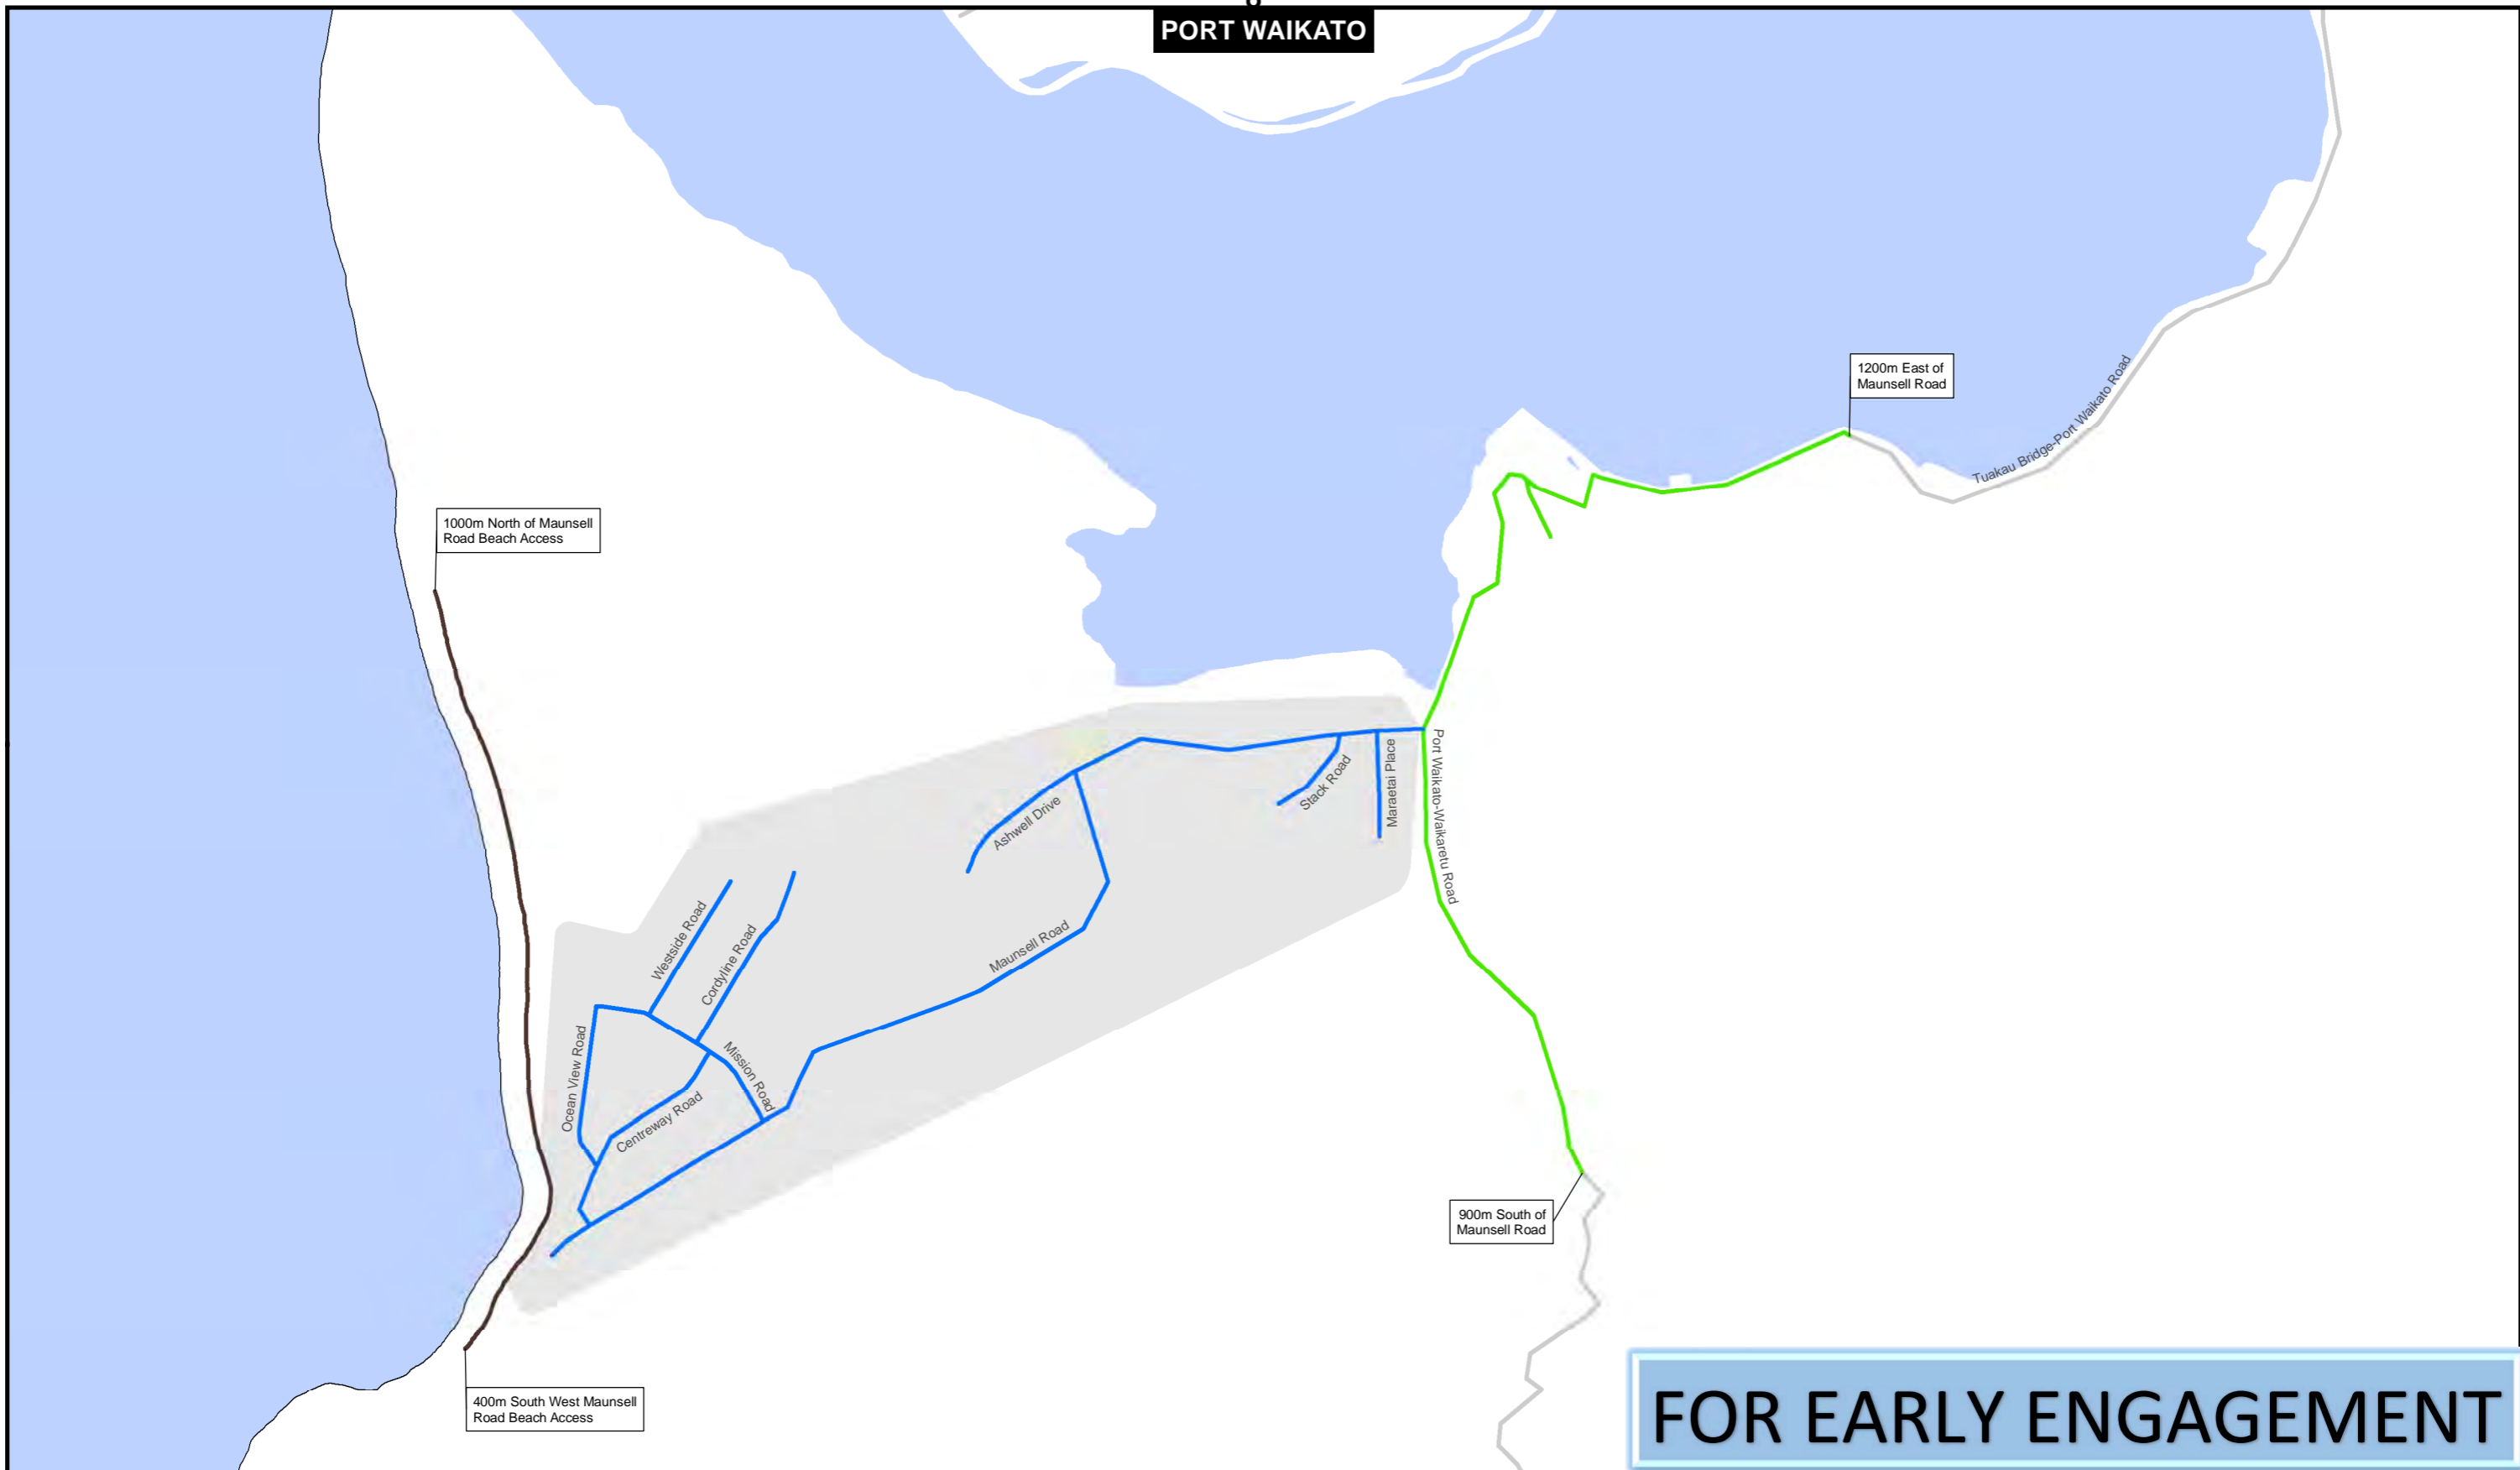 PORT WAIKATO
1200m East of
Maunsell Road
Tuakau Bridge-Port Waikato Road
1000m North of Maunsell
Road Beach Access
Port Waikato-Waikaretu Road
Maraetai Place
Stack Road
Ashwell Drive
Maunsell Road
Westside Road
Cordyline Road
Ocean View Road
Mission Road
Centreway Road
900m South of
Maunsell Road
400m South West Maunsell
Road Beach Access
FOR EARLY ENGAGEMENT